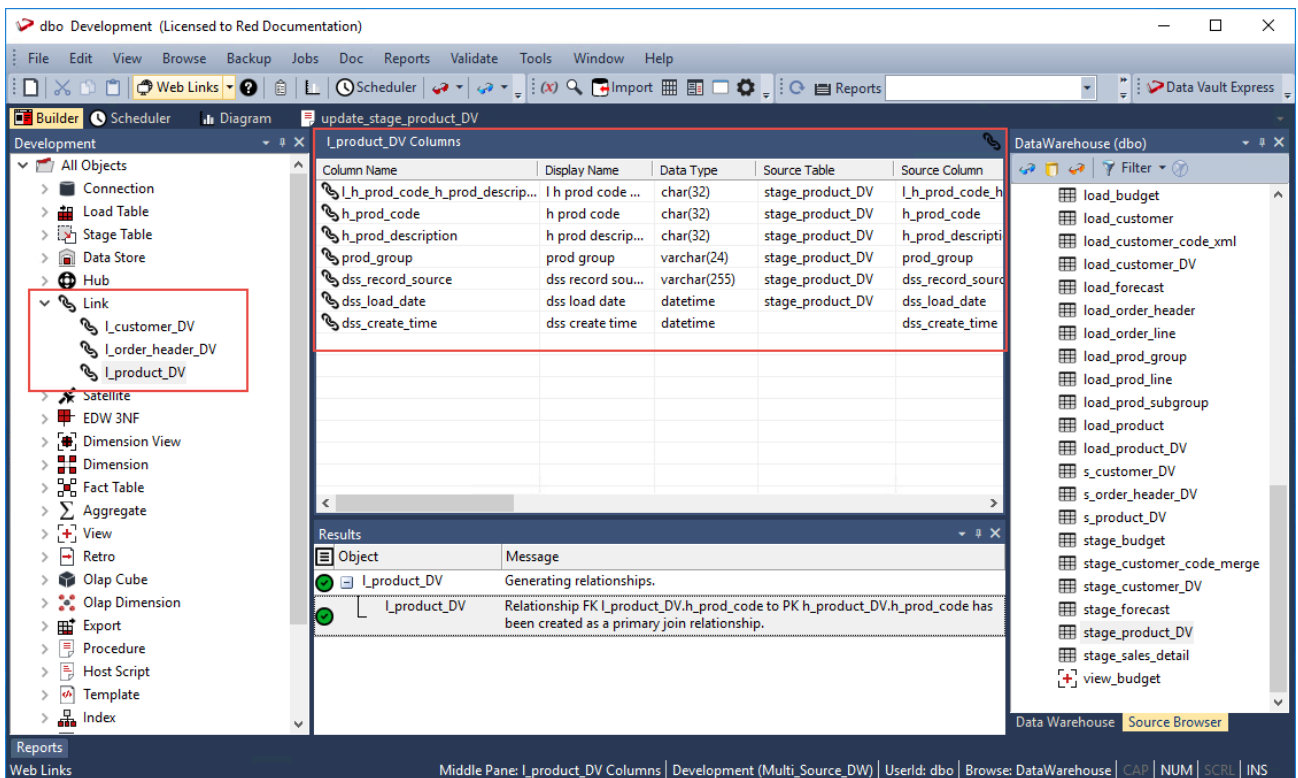 dbo Development (Licensed to Red Documentation)
File Edit View Browse Backup Jobs Doc Reports Validate Tools Window Help
Web Links Scheduler Import Reports Data Vault Express
Builder Scheduler Diagram update_stage_product_DV
Development
All Objects
Connection
Load Table
Stage Table
Data Store
Hub
Link
l_customer_DV
l_order_header_DV
l_product_DV
Satellite
EDW 3NF
Dimension View
Dimension
Fact Table
Aggregate
View
Retro
Olap Cube
Olap Dimension
Export
Procedure
Host Script
Template
Index
l_product_DV Columns
Column Name Display Name Data Type Source Table Source Column
l_h_prod_code_h_prod_descrip... l h prod code ... char(32) stage_product_DV l_h_prod_code_h
h_prod_code h prod code char(32) stage_product_DV h_prod_code
h_prod_description h prod descrip... char(32) stage_product_DV h_prod_descripti
prod_group prod group varchar(24) stage_product_DV prod_group
dss_record_source dss record sou... varchar(255) stage_product_DV dss_record_sourc
dss_load_date dss load date datetime stage_product_DV dss_load_date
dss_create_time dss create time datetime dss_create_time
Results
Object Message
l_product_DV Generating relationships.
l_product_DV Relationship FK l_product_DV.h_prod_code to PK h_product_DV.h_prod_code has
been created as a primary join relationship.
DataWarehouse (dbo)
Filter
load_budget
load_customer
load_customer_code_xml
load_customer_DV
load_forecast
load_order_header
load_order_line
load_prod_group
load_prod_line
load_prod_subgroup
load_product
load_product_DV
s_customer_DV
s_order_header_DV
s_product_DV
stage_budget
stage_customer_code_merge
stage_customer_DV
stage_forecast
stage_product_DV
stage_sales_detail
view_budget
Data Warehouse Source Browser
Reports
Web Links Middle Pane: l_product_DV Columns Development (Multi_Source_DW) UserId: dbo Browse: DataWarehouse CAP NUM SCRL INS